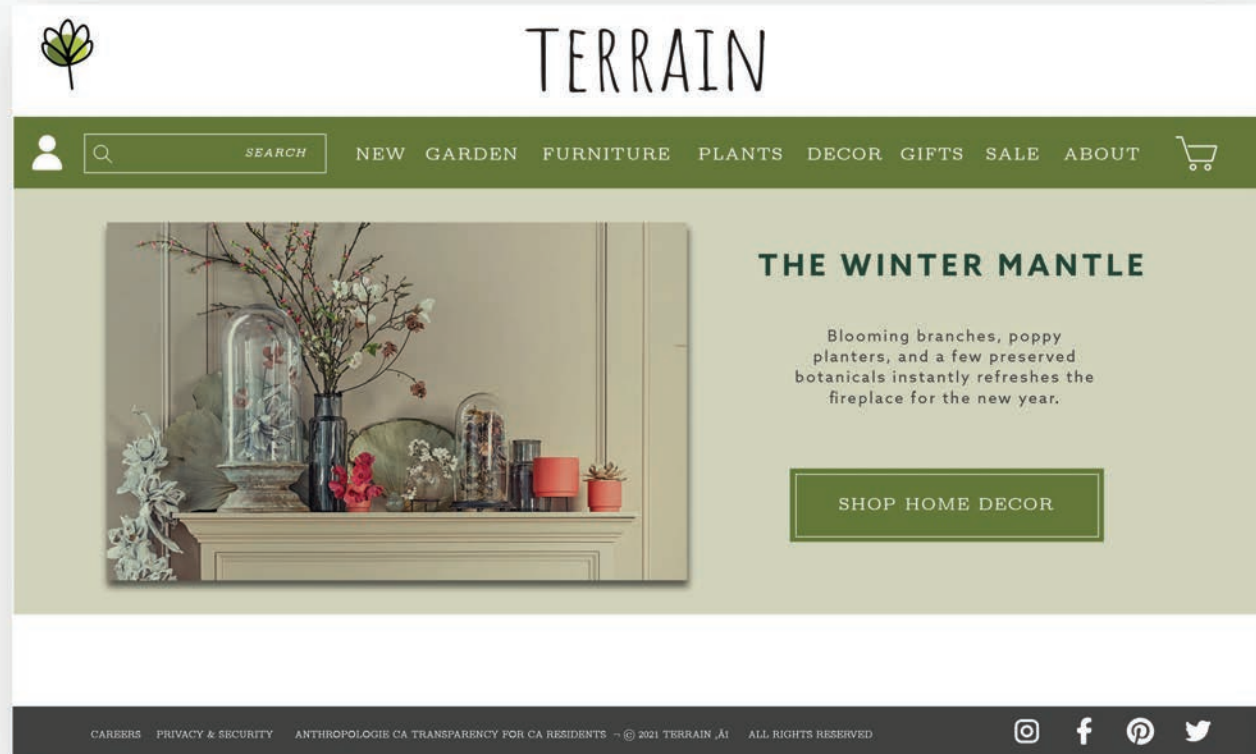 TERRAIN
SEARCH NEW GARDEN FURNITURE PLANTS DECOR GIFTS SALE ABOUT
THE WINTER MANTLE
Blooming branches, poppy
planters, and a few preserved
botanicals instantly refreshes the
fireplace for the new year.
SHOP HOME DECOR
CAREERS PRIVACY & SECURITY ANTHROPOLOGIE CA TRANSPARENCY FOR CA RESIDENTS ¬ © 2021 TERRAIN ‚Äî ALL RIGHTS RESERVED